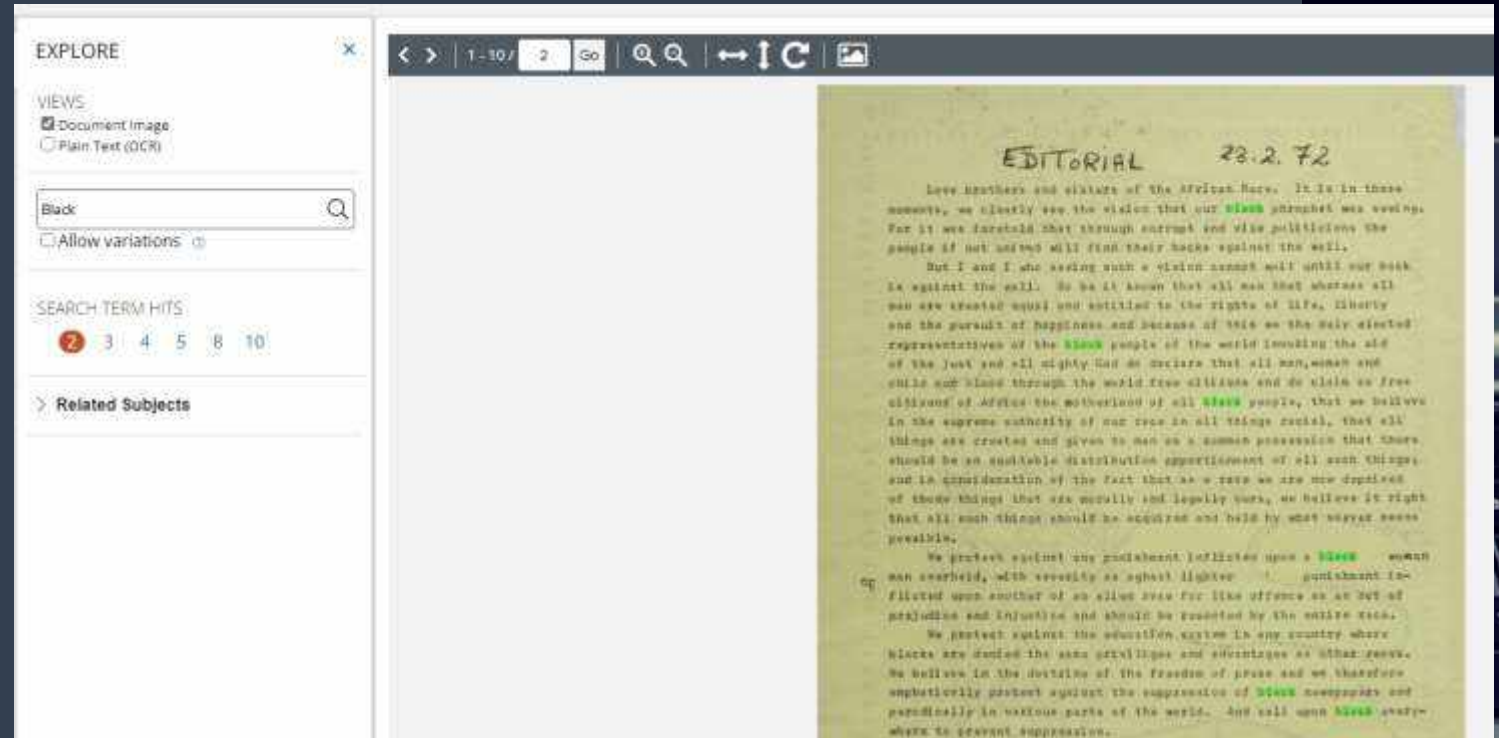 EXPLORE ×
VIEWS
Document Image
Plain Text (OCR)
Black
Allow variations
SEARCH TERM HITS
2 3 4 5 8 10
Related Subjects
1 - 10 / 2 Go
EDITORIAL 23.2.72
Love brothers and sisters of the African Race. It is in these
moments, we clearly see the vision that our black phrophet was seeing.
For it was foretold that through corrupt and vile politicions the
people if not united will find their backs against the wall.
But I and I who seeing such a vision cannot wait until our back
is against the wall. So be it known that all men that whereas all
men are created equal and entitled to the rights of life, liberty
and the pursuit of happiness and because of this we the duly elected
representatives of the black people of the world invoking the aid
of the just and all mighty God do declare that all men,women and
child our blood through the world free citizens and do claim as free
citizens of Africa the motherland of all black people, that we believe
in the supreme authority of our race in all things racial, that all
things are created and given to man as a common possession that there
should be an equitable distribution apportionment of all such things,
and in consideration of the fact that as a race we are now deprived
of those things that are morally and legally ours, we believe it right
that all such things should be acquired and held by what means
possible.
We protest against any punishment inflicted upon a black woman
or man with severity as against lighter punishment in-
flicted upon another of an alien race for like offence as an act of
prejudice and injustice and should be resented by the entire race.
We protest against the education system in any country where
blacks are denied the same privilages and advantages as other races.
We believe in the doctrine of the freedom of press and we therefore
emphatically protest against the suppression of black newspapers and
in various parts of the world. And call upon black every-
where to prevent suppression.